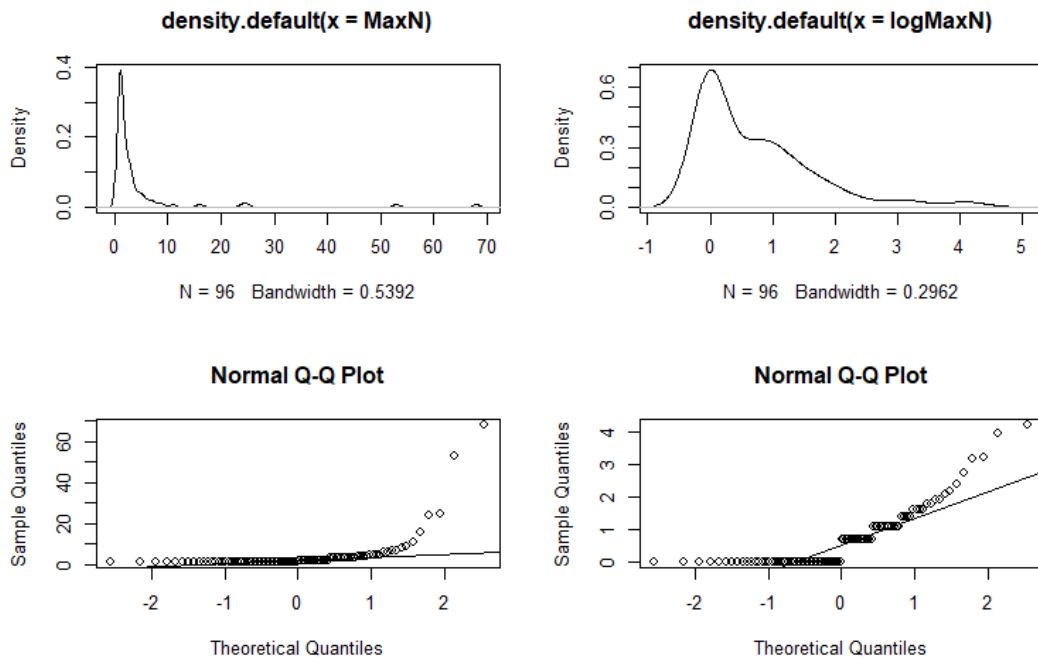 density.default(x = MaxN)
density.default(x = logMaxN)
Density
0.0 0.2 0.4
0 10 20 30 40 50 60 70
N = 96 Bandwidth = 0.5392
Density
0.0 0.3 0.6
-1 0 1 2 3 4 5
N = 96 Bandwidth = 0.2962
Normal Q-Q Plot
Normal Q-Q Plot
Sample Quantiles
0 20 40 60
-2 -1 0 1 2
Theoretical Quantiles
Sample Quantiles
0 1 2 3 4
-2 -1 0 1 2
Theoretical Quantiles